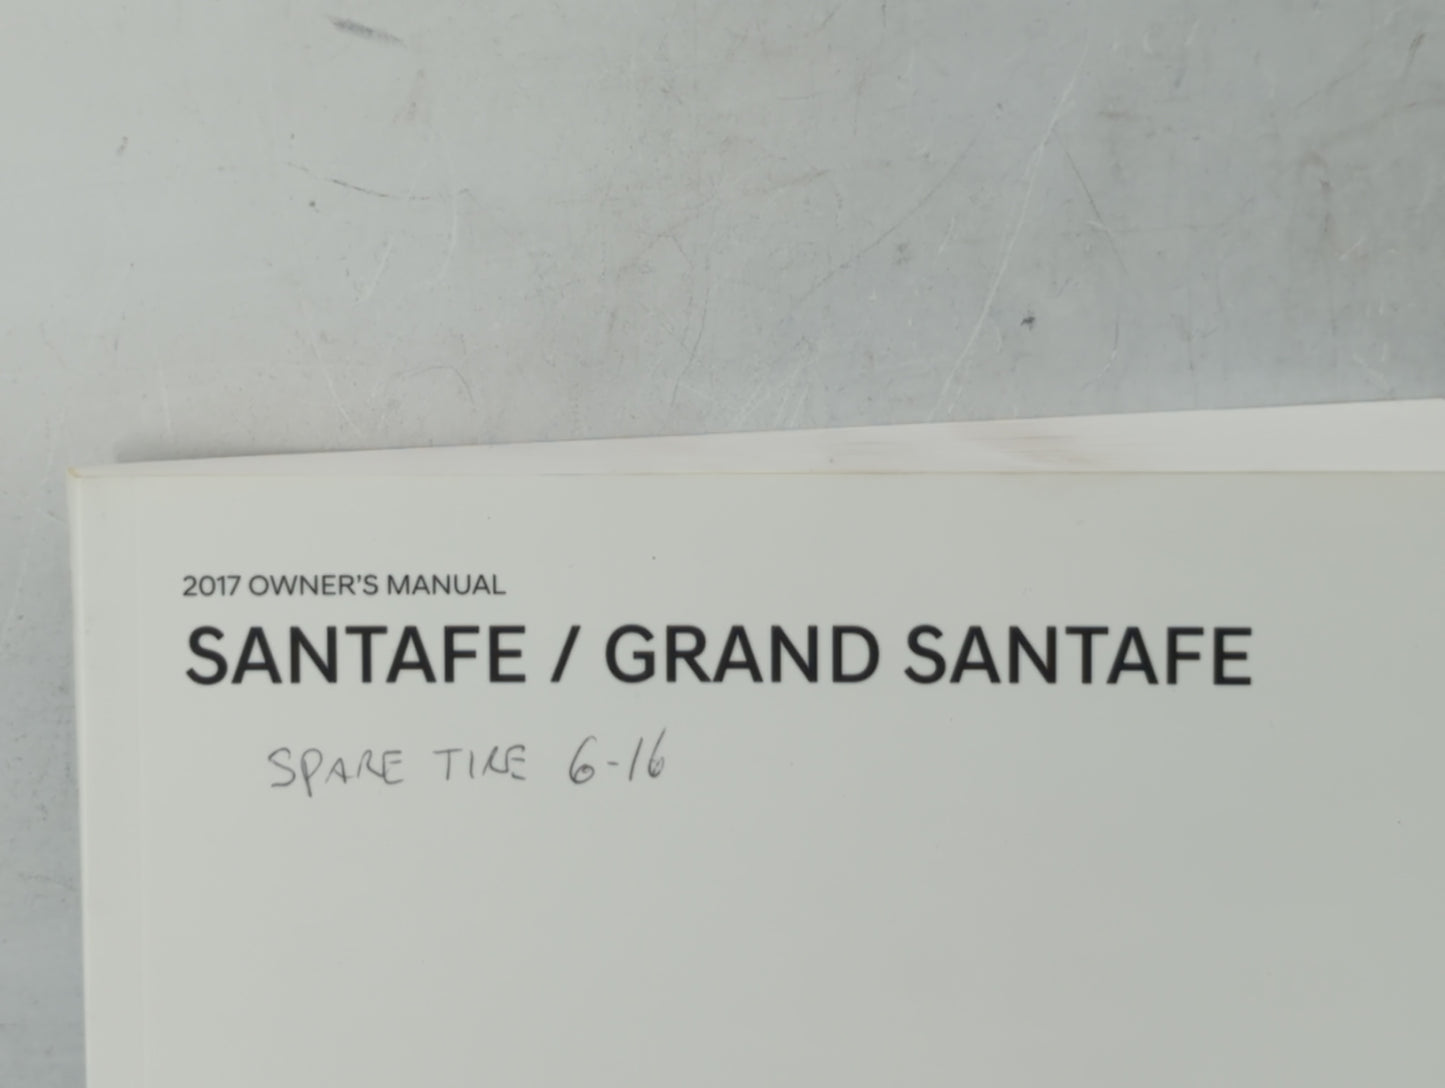 2017 OWNER'S MANUAL
SANTAFE / GRAND SANTAFE
SPARE TIRE 6-16